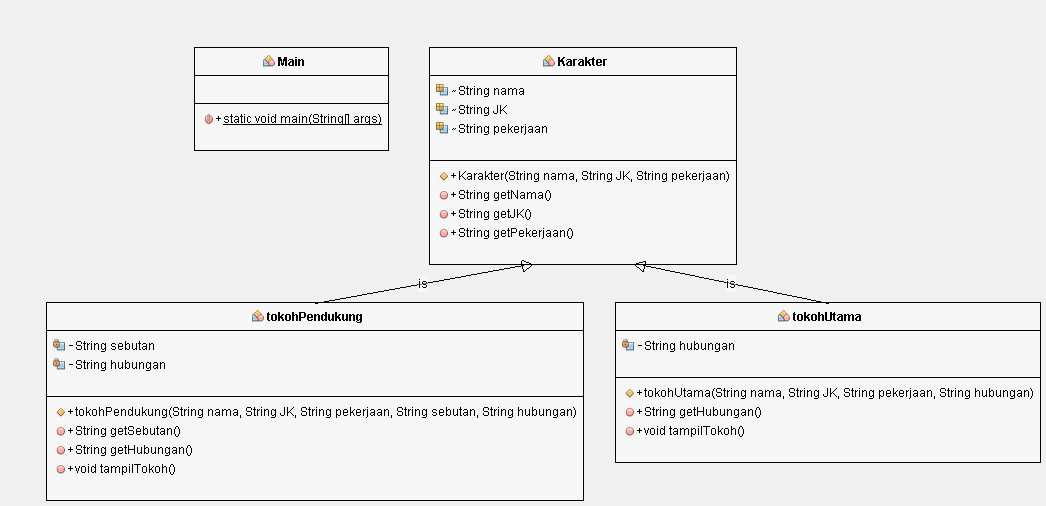 Main
+static void main(String[] args)
Karakter
~String nama
~String JK
~String pekerjaan
+Karakter(String nama, String JK, String pekerjaan)
+String getNama()
+String getJK()
+String getPekerjaan()
is
is
tokohPendukung
-String sebutan
-String hubungan
+tokohPendukung(String nama, String JK, String pekerjaan, String sebutan, String hubungan)
+String getSebutan()
+String getHubungan()
+void tampilTokoh()
tokohUtama
-String hubungan
+tokohUtama(String nama, String JK, String pekerjaan, String hubungan)
+String getHubungan()
+void tampilTokoh()